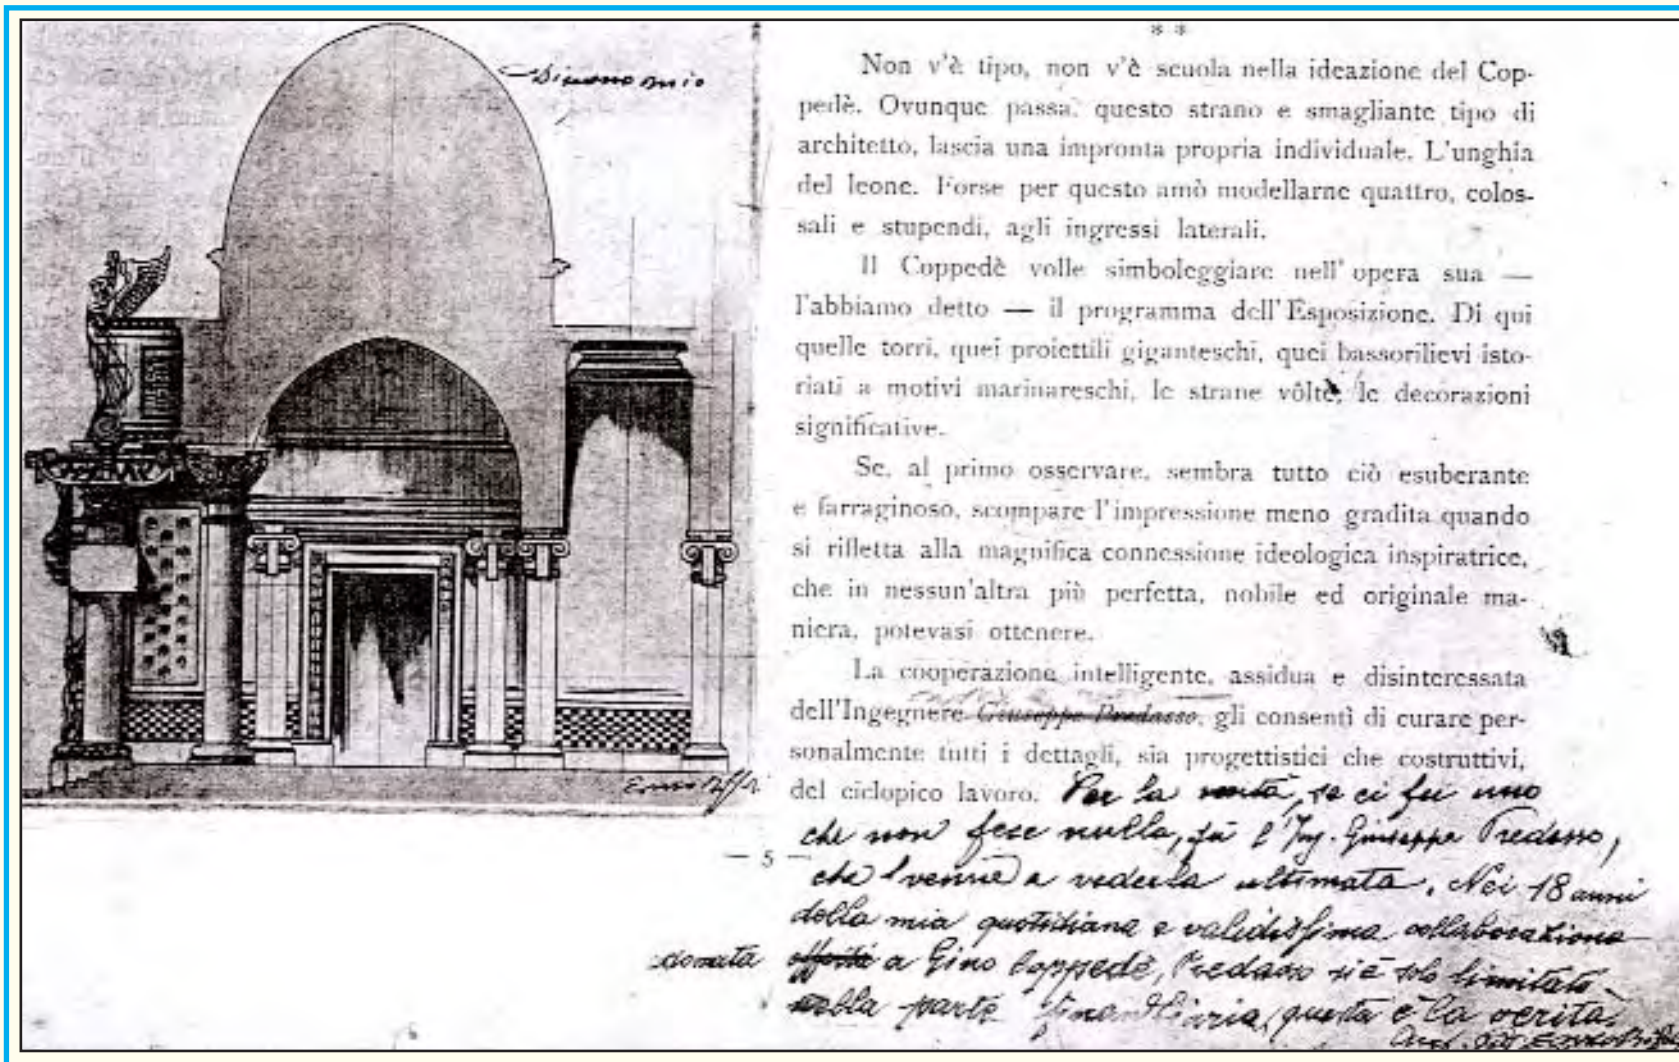 Disegno mio
* *
Non v'è tipo, non v'è scuola nella ideazione del Cop-
pedè. Ovunque passa, questo strano e smagliante tipo di
architetto, lascia una impronta propria individuale. L'unghia
del leone. Forse per questo amò modellarne quattro, colos-
sali e stupendi, agli ingressi laterali.
Il Coppedè volle simboleggiare nell'opera sua —
l'abbiamo detto — il programma dell'Esposizione. Di qui
quelle torri, quei proiettili giganteschi, quei bassorilievi isto-
riati a motivi marinareschi, le strane vôlte, le decorazioni
significative.
Se, al primo osservare, sembra tutto ciò esuberante
e farraginoso, scompare l'impressione meno gradita quando
si rifletta alla magnifica connessione ideologica inspiratrice,
che in nessun'altra più perfetta, nobile ed originale ma-
niera, potevasi ottenere.
La cooperazione intelligente, assidua e disinteressata
dell'Ingegnere Giuseppe Predasso, gli consentì di curare per-
sonalmente tutti i dettagli, sia progettistici che costruttivi,
del ciclopico lavoro. Per la verità, se ci fu uno
che non fece nulla, fu l'Ing. Giuseppe Predasso,
— 5 —
che venne a vederla ultimata. Nei 18 anni
della mia quotidiana e validissima collaborazione
donata a Gino Coppedè, Predasso si è solo limitato
nella parte finanziaria, questa è la verità.